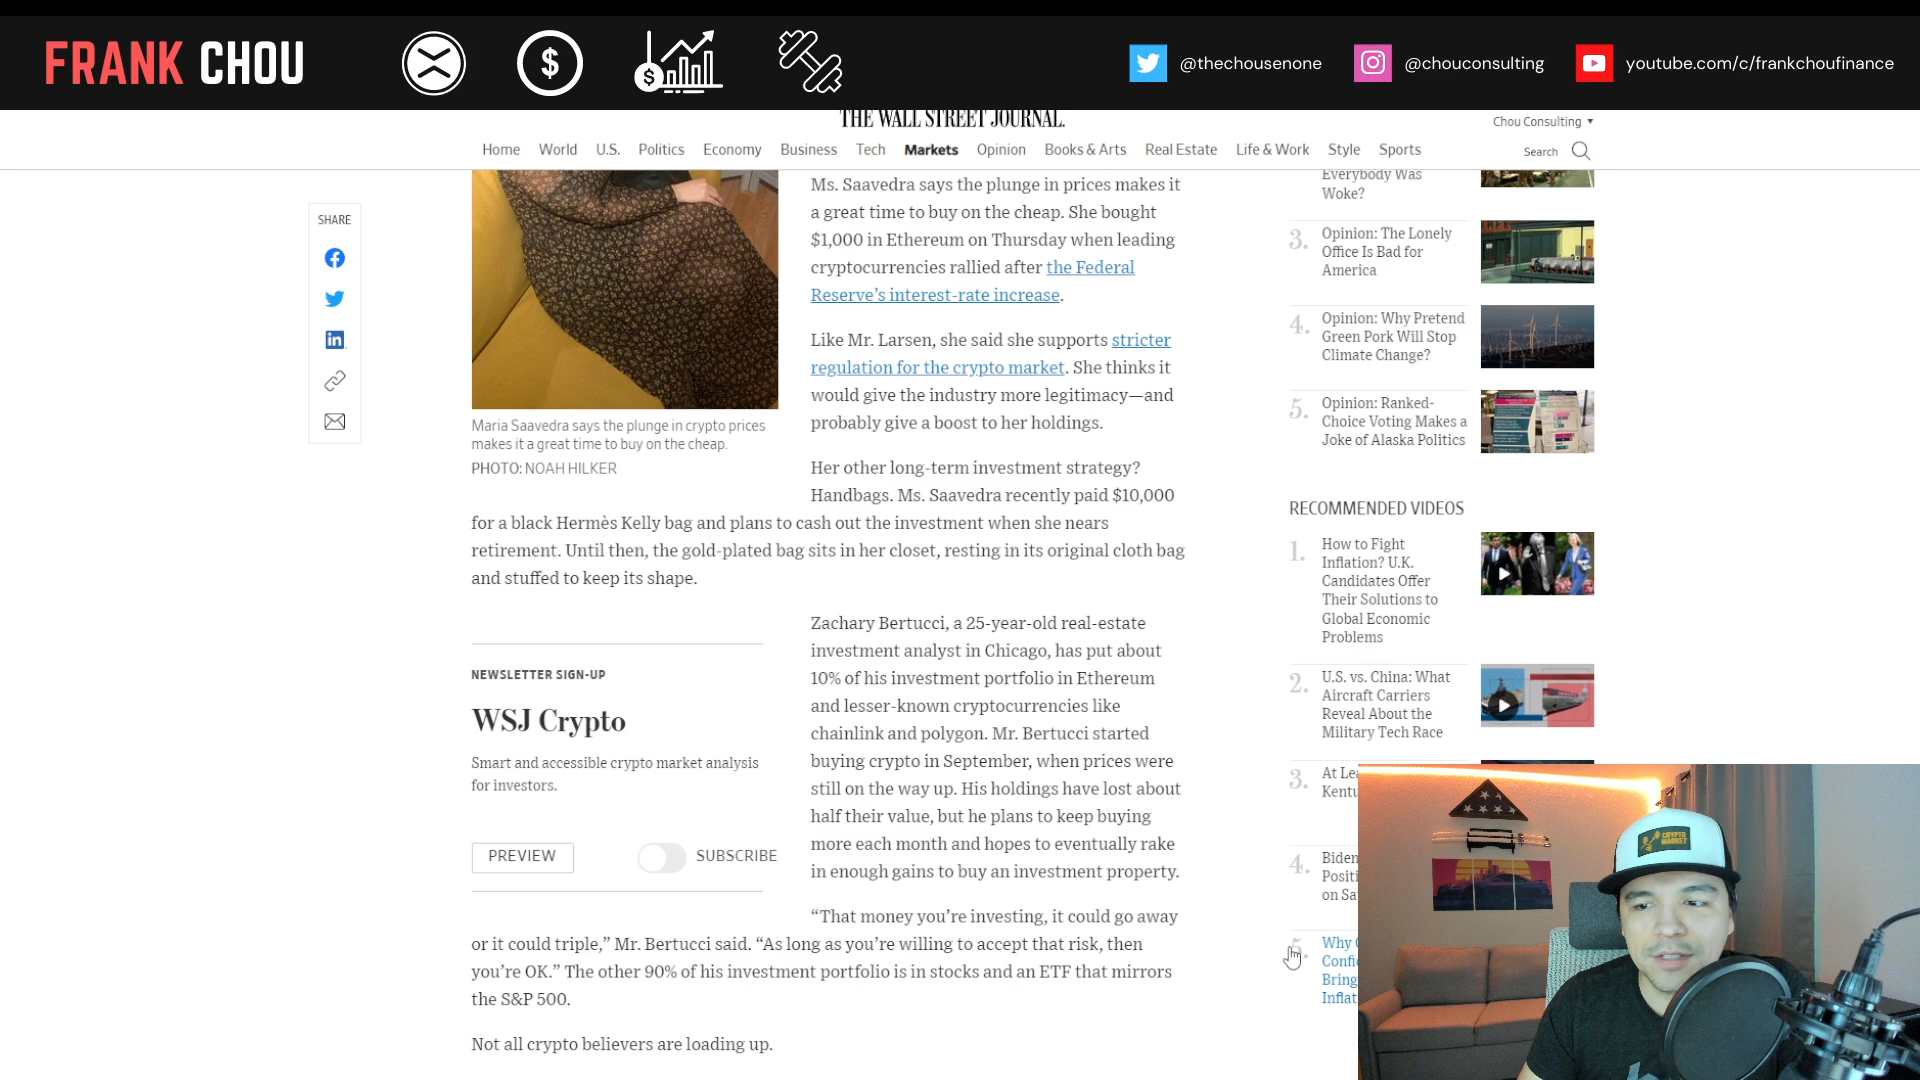 FRANK CHOU
$
$
@thechousenone
@chouconsulting
youtube.com/c/frankchoufinance
THE WALL STREET JOURNAL.
Chou Consulting
Home World U.S. Politics Economy Business Tech Markets Opinion Books & Arts Real Estate Life & Work Style Sports
Search
SHARE
Ms. Saavedra says the plunge in prices makes it
a great time to buy on the cheap. She bought
$1,000 in Ethereum on Thursday when leading
cryptocurrencies rallied after the Federal
Reserve’s interest-rate increase.
Like Mr. Larsen, she said she supports stricter
regulation for the crypto market. She thinks it
would give the industry more legitimacy—and
probably give a boost to her holdings.
Maria Saavedra says the plunge in crypto prices
makes it a great time to buy on the cheap.
PHOTO: NOAH HILKER
Her other long-term investment strategy?
Handbags. Ms. Saavedra recently paid $10,000
for a black Hermès Kelly bag and plans to cash out the investment when she nears
retirement. Until then, the gold-plated bag sits in her closet, resting in its original cloth bag
and stuffed to keep its shape.
NEWSLETTER SIGN-UP
WSJ Crypto
Smart and accessible crypto market analysis
for investors.
PREVIEW
SUBSCRIBE
Zachary Bertucci, a 25-year-old real-estate
investment analyst in Chicago, has put about
10% of his investment portfolio in Ethereum
and lesser-known cryptocurrencies like
chainlink and polygon. Mr. Bertucci started
buying crypto in September, when prices were
still on the way up. His holdings have lost about
half their value, but he plans to keep buying
more each month and hopes to eventually rake
in enough gains to buy an investment property.
“That money you’re investing, it could go away
or it could triple,” Mr. Bertucci said. “As long as you’re willing to accept that risk, then
you’re OK.” The other 90% of his investment portfolio is in stocks and an ETF that mirrors
the S&P 500.
Not all crypto believers are loading up.
Everybody Was
Woke?
3. Opinion: The Lonely
Office Is Bad for
America
4. Opinion: Why Pretend
Green Pork Will Stop
Climate Change?
5. Opinion: Ranked-
Choice Voting Makes a
Joke of Alaska Politics
RECOMMENDED VIDEOS
1. How to Fight
Inflation? U.K.
Candidates Offer
Their Solutions to
Global Economic
Problems
2. U.S. vs. China: What
Aircraft Carriers
Reveal About the
Military Tech Race
3. At Lea
Kentu
4. Biden
Positi
on Sa
5. Why
Confi
Bring
Inflat
CRYPTO
MARKET